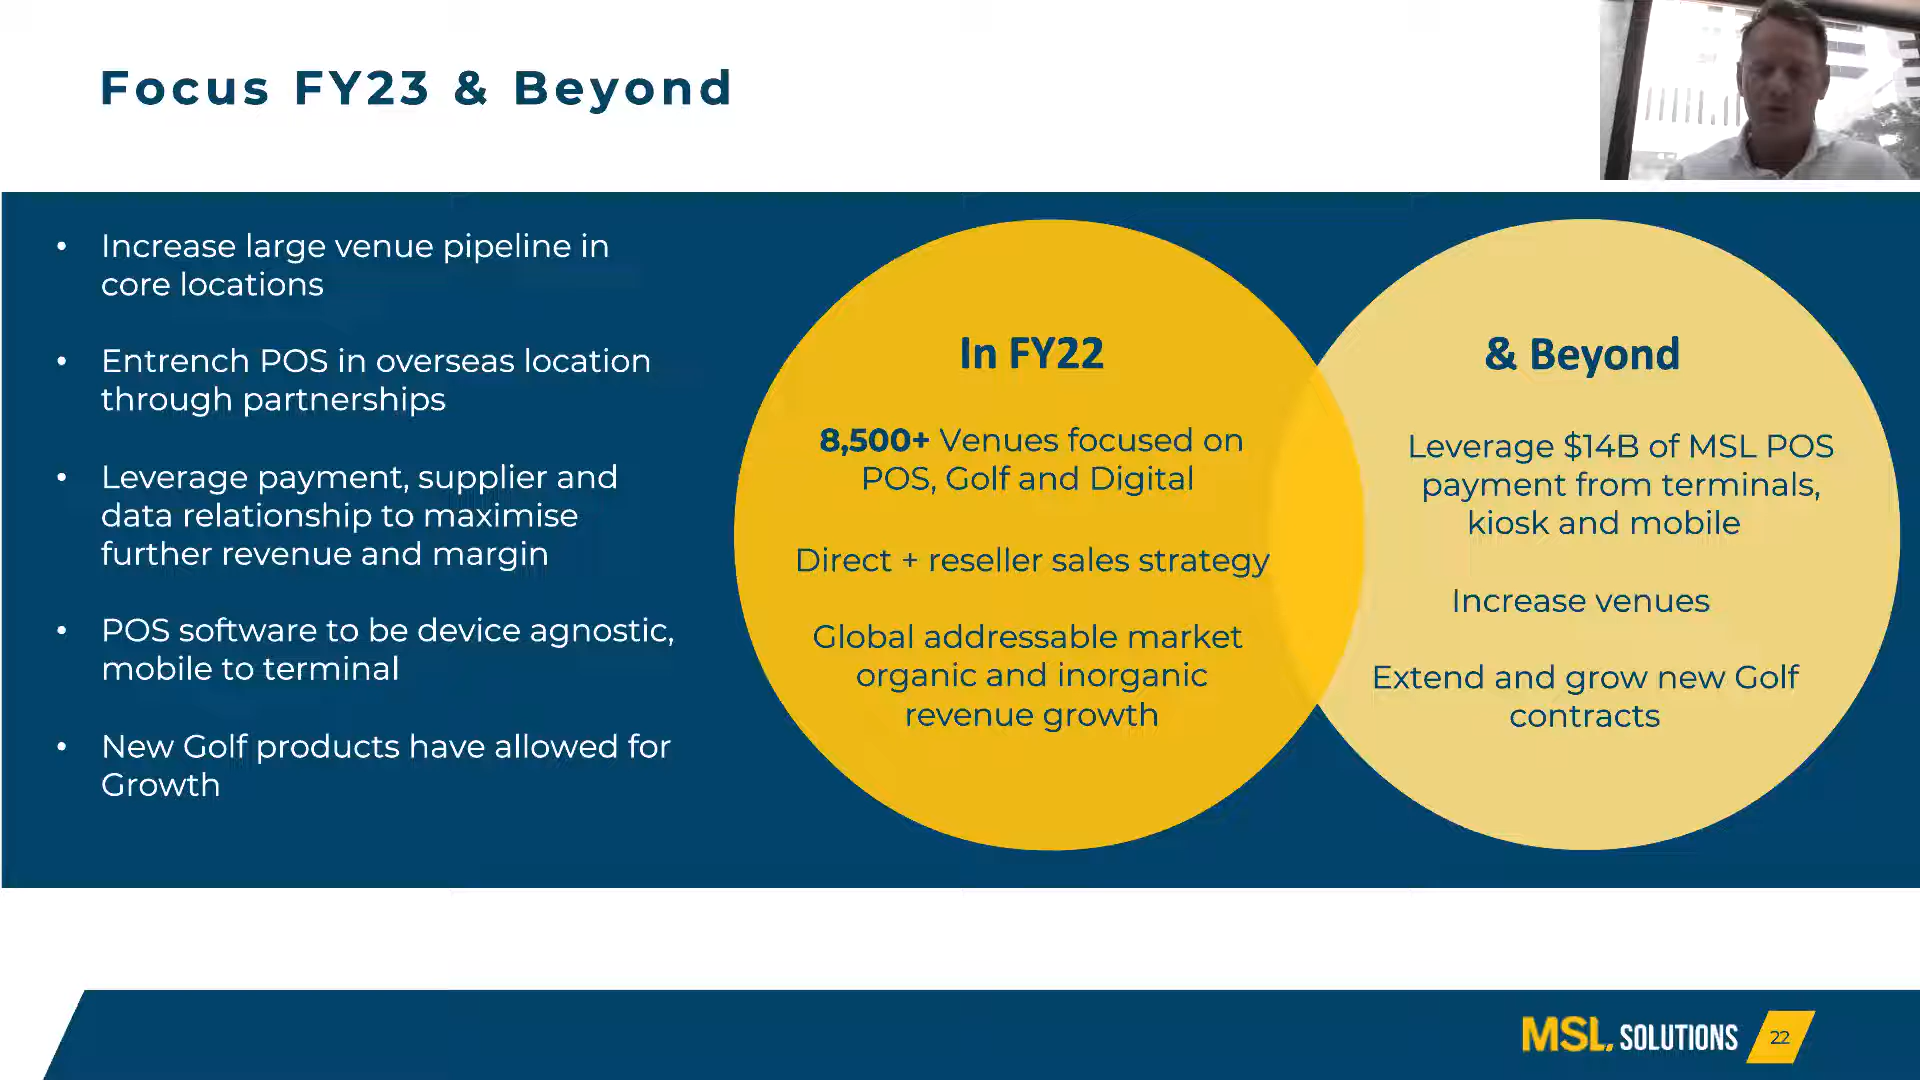 Focus FY23 & Beyond
• Increase large venue pipeline in
core locations
• Entrench POS in overseas location
through partnerships
• Leverage payment, supplier and
data relationship to maximise
further revenue and margin
• POS software to be device agnostic,
mobile to terminal
• New Golf products have allowed for
Growth
In FY22
8,500+ Venues focused on
POS, Golf and Digital
Direct + reseller sales strategy
Global addressable market
organic and inorganic
revenue growth
& Beyond
Leverage $14B of MSL POS
payment from terminals,
kiosk and mobile
Increase venues
Extend and grow new Golf
contracts
MSL. SOLUTIONS
22